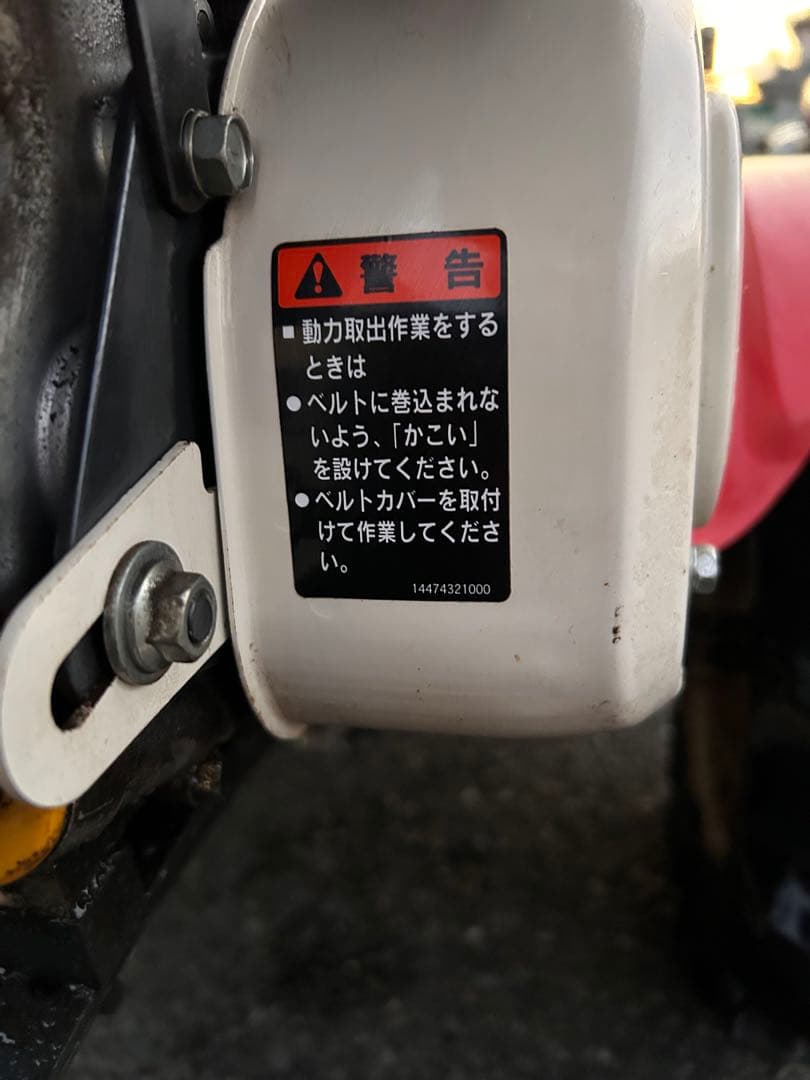 警告
■動力取出作業をする
ときは
●ベルトに巻込まれな
いよう、「かこい」
を設けてください。
●ベルトカバーを取付
けて作業してくださ
い。
14474321000